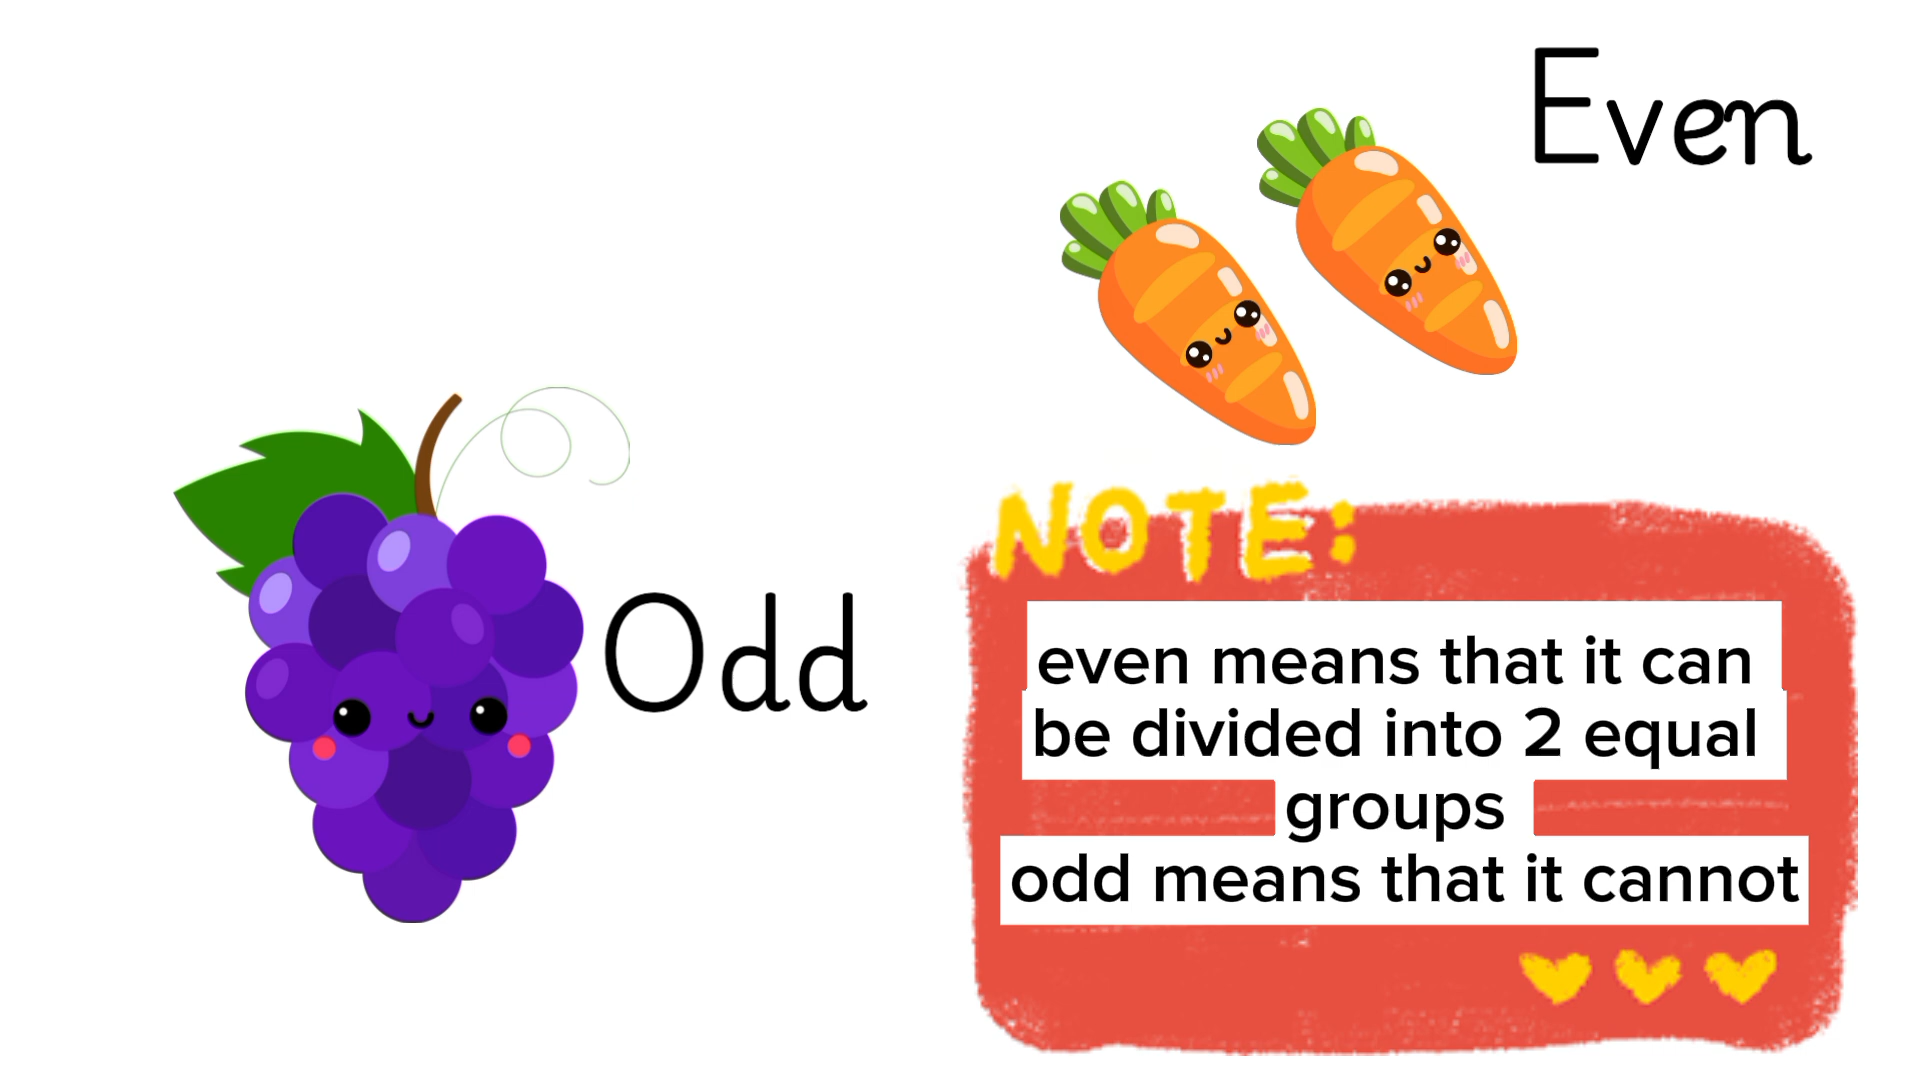 Even
Odd
NOTE:
even means that it can
be divided into 2 equal
groups
odd means that it cannot